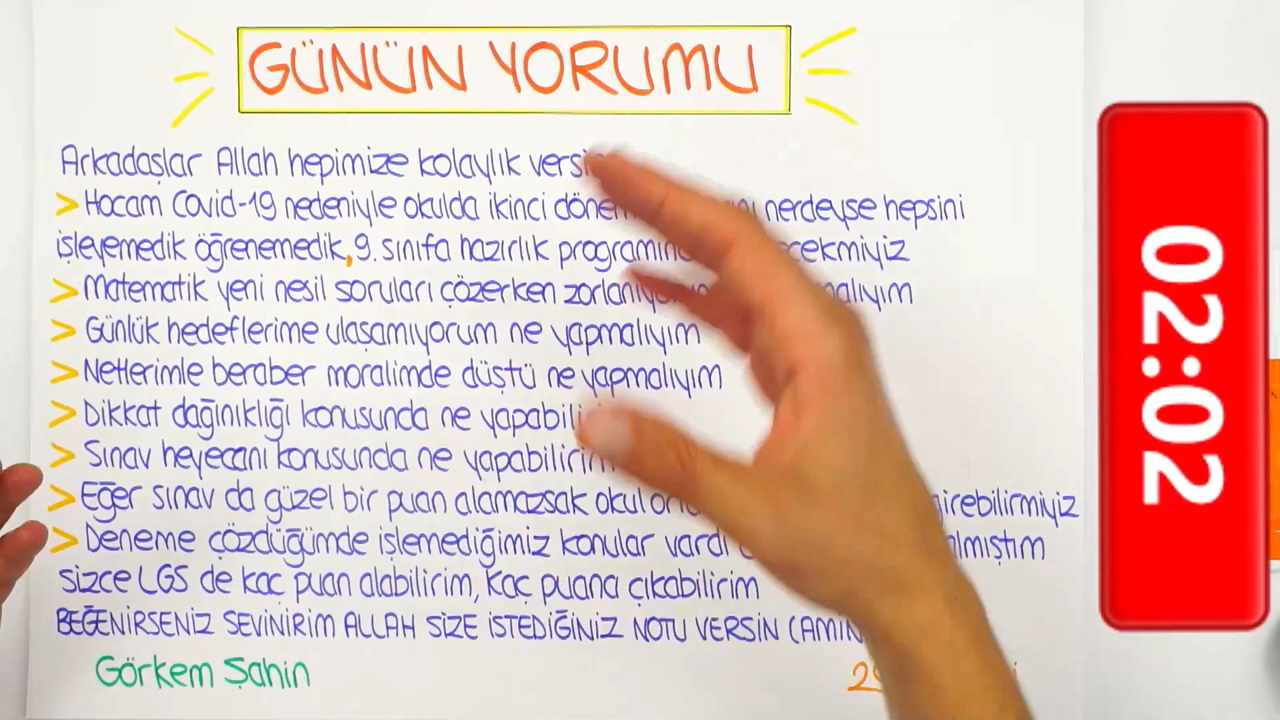 GÜNÜN YORUMU
Arkadaşlar Allah hepimize kolaylık
Hocam Covid-19 nedeniyle okulda ikinci nerdeyse hepsini
işleyemedik öğrenemedik, 9. sınıfa hazırlık
> Matematik yeni nesil soruları çözerken
> Günlük hedeflerime ulaşamıyorum ne yapmalıyım
> Netlerimle beraber moralimde düştü ne yapmalıyım
> Dikkat dağınıklığı konusunda ne
> Sınav heyecanı konusunda ne yapabilirim
> Eğer sınav da güzel bir puan alamazsak okul
> Deneme çözdüğümde işlemediğimiz konular vardı
sizce LGS de kaç puan alabilirim, kaç puana çıkabilirim
BEĞENİRSENİZ SEVİNİRİM ALLAH SİZE İSTEDİĞİNİZ NOTU VERSİN (AMİN
Görkem Şahin
02:02